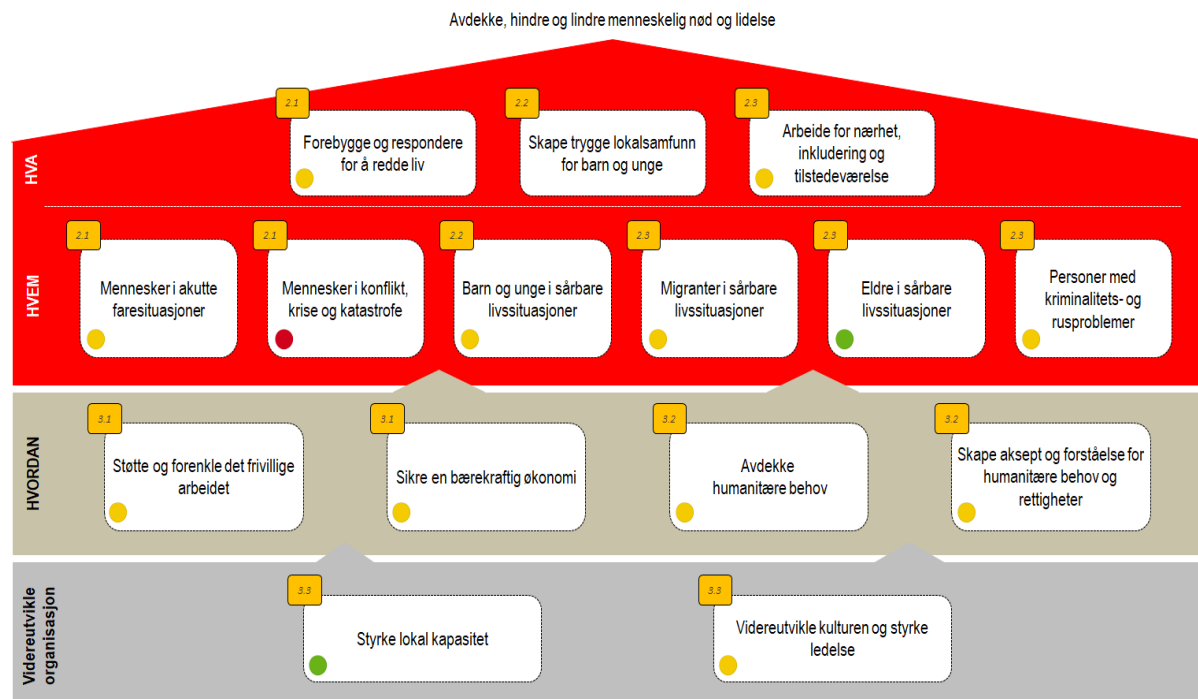 Avdekke, hindre og lindre menneskelig nød og lidelse
HVA
2.1
Forebygge og respondere
for å redde liv
2.2
Skape trygge lokalsamfunn
for barn og unge
2.3
Arbeide for nærhet,
inkludering og
tilstedeværelse
HVEM
2.1
Mennesker i akutte
faresituasjoner
2.1
Mennesker i konflikt,
krise og katastrofe
2.2
Barn og unge i sårbare
livssituasjoner
2.3
Migranter i sårbare
livssituasjoner
2.3
Eldre i sårbare
livssituasjoner
2.3
Personer med
kriminalitets- og
rusproblemer
HVORDAN
3.1
Støtte og forenkle det frivillige
arbeidet
3.1
Sikre en bærekraftig økonomi
3.2
Avdekke
humanitære behov
3.2
Skape aksept og forståelse for
humanitære behov og
rettigheter
Videreutvikle
organisasjon
3.3
Styrke lokal kapasitet
3.3
Videreutvikle kulturen og styrke
ledelse